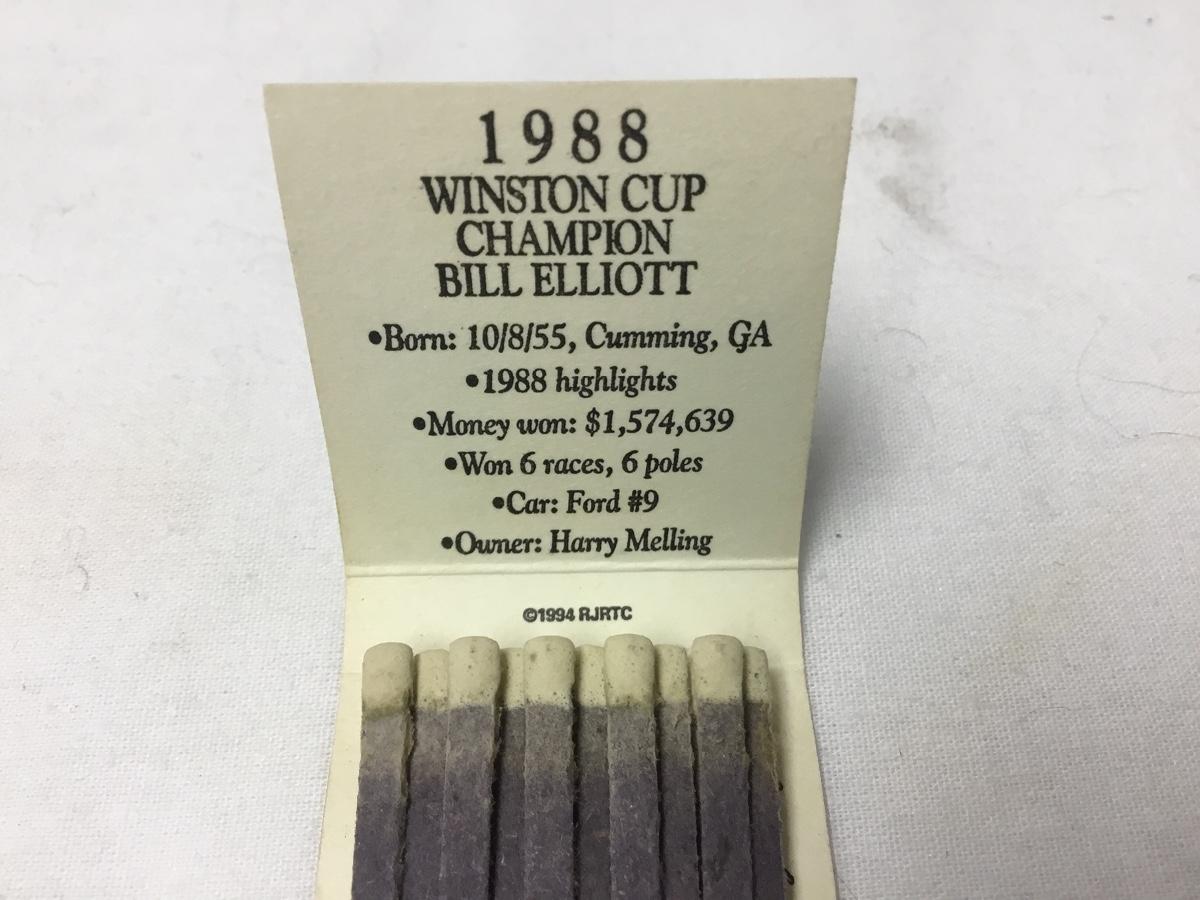 1988
WINSTON CUP
CHAMPION
BILL ELLIOTT
•Born: 10/8/55, Cumming, GA
•1988 highlights
•Money won: $1,574,639
•Won 6 races, 6 poles
•Car: Ford #9
•Owner: Harry Melling
©1994 RJRTC